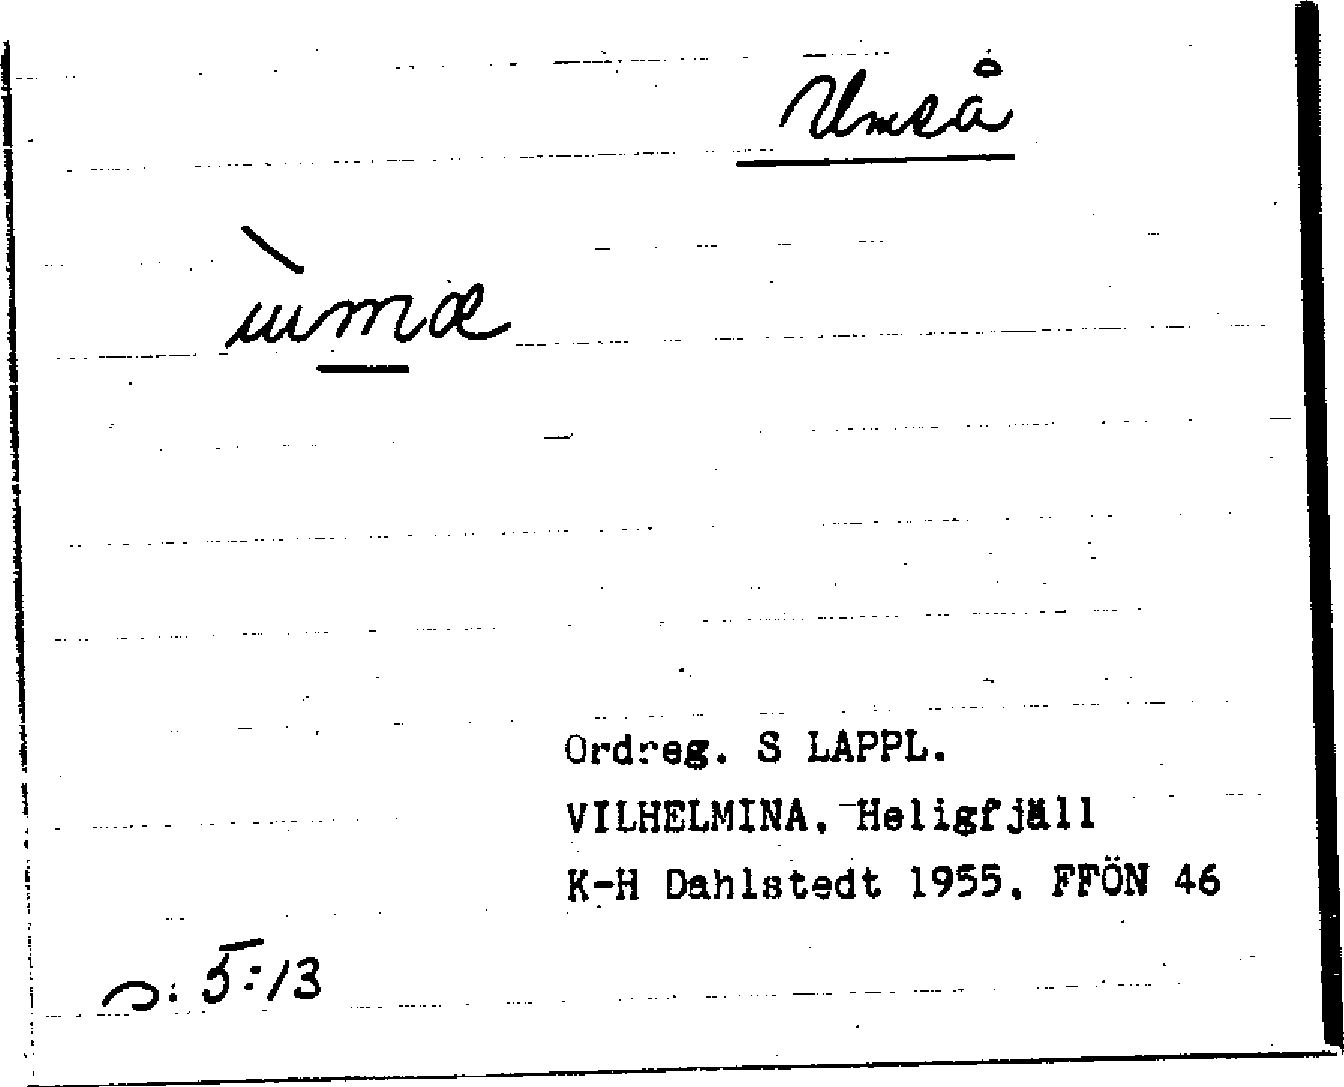 Umeå
ùmæ
Ordreg. S LAPPL.
VILHELMINA. Heligfjäll
K-H Dahlstedt 1955. FFÖN 46
s: 5:13